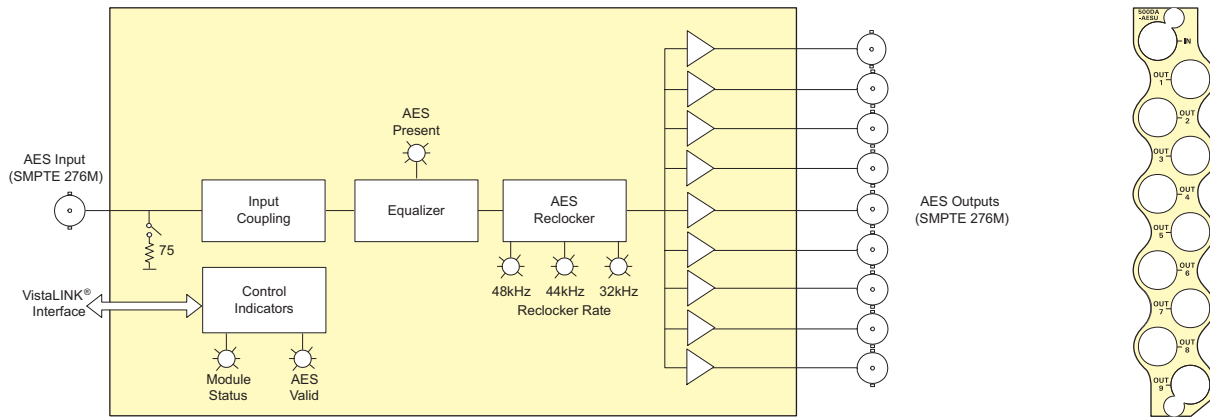 AES Input
(SMPTE 276M)
75
Input
Coupling
AES
Present
Equalizer
AES
Reclocker
48kHz
44kHz
32kHz
Reclocker Rate
VistaLINK®
Interface
Control
Indicators
Module
Status
AES
Valid
AES Outputs
(SMPTE 276M)
500DA
-AESU
IN
OUT
1
OUT
2
OUT
3
OUT
4
OUT
5
OUT
6
OUT
7
OUT
8
OUT
9